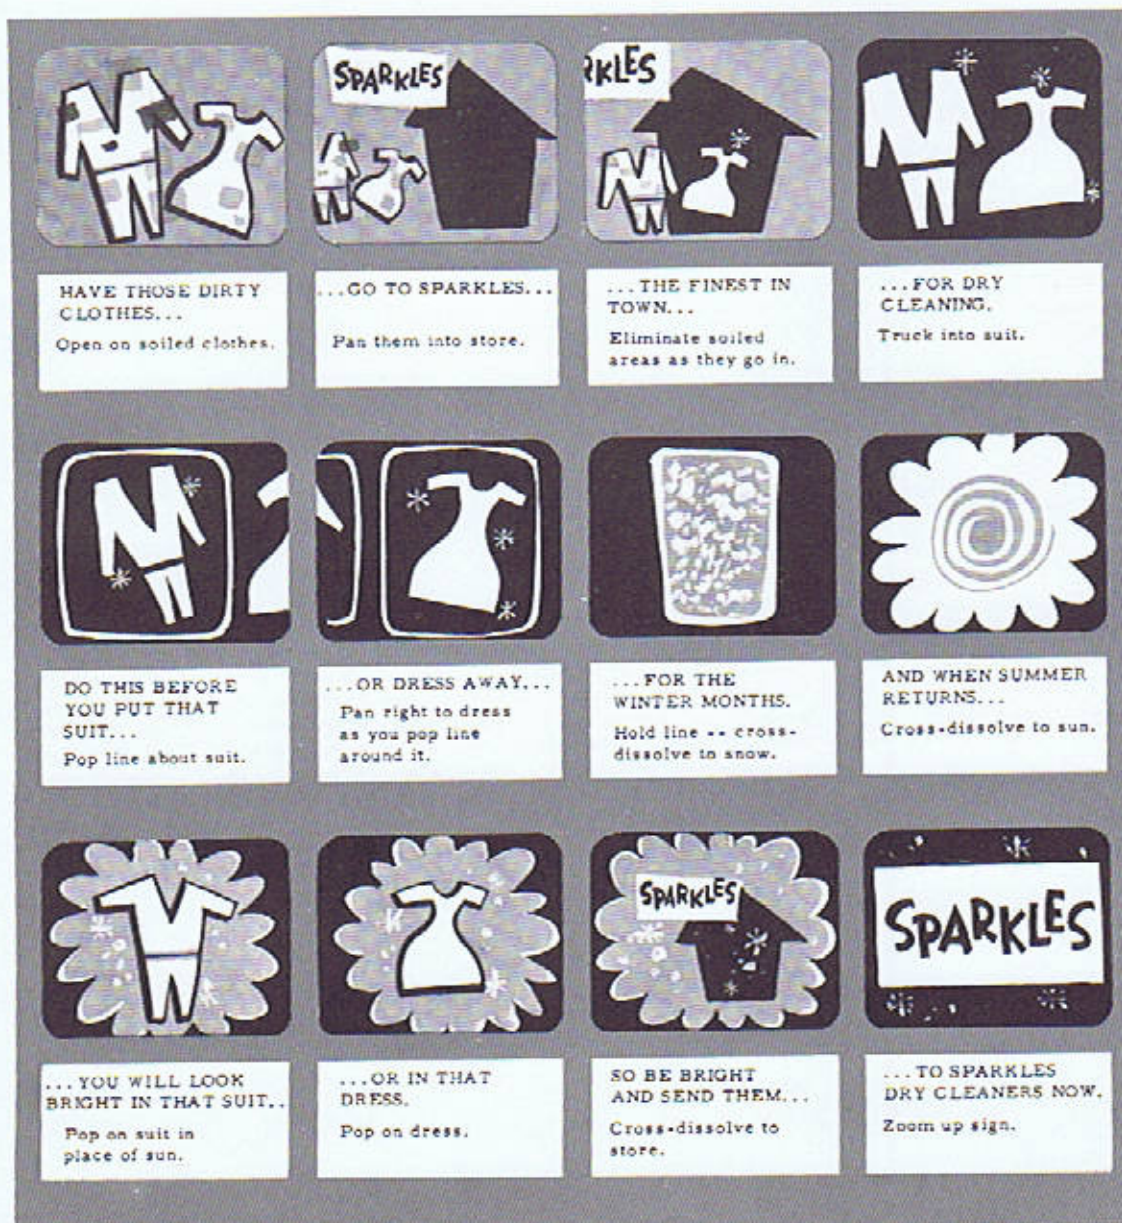 SPARKLES
RKLES
HAVE THOSE DIRTY
CLOTHES...
Open on soiled clothes.
...GO TO SPARKLES...
Pan them into store.
...THE FINEST IN
TOWN...
Eliminate soiled
areas as they go in.
...FOR DRY
CLEANING.
Truck into suit.
DO THIS BEFORE
YOU PUT THAT
SUIT...
Pop line about suit.
...OR DRESS AWAY...
Pan right to dress
as you pop line
around it.
...FOR THE
WINTER MONTHS.
Hold line -- cross-
dissolve to snow.
AND WHEN SUMMER
RETURNS...
Cross-dissolve to sun.
SPARKLES
SPARKLES
...YOU WILL LOOK
BRIGHT IN THAT SUIT..
Pop on suit in
place of sun.
...OR IN THAT
DRESS.
Pop on dress.
SO BE BRIGHT
AND SEND THEM...
Cross-dissolve to
store.
...TO SPARKLES
DRY CLEANERS NOW.
Zoom up sign.